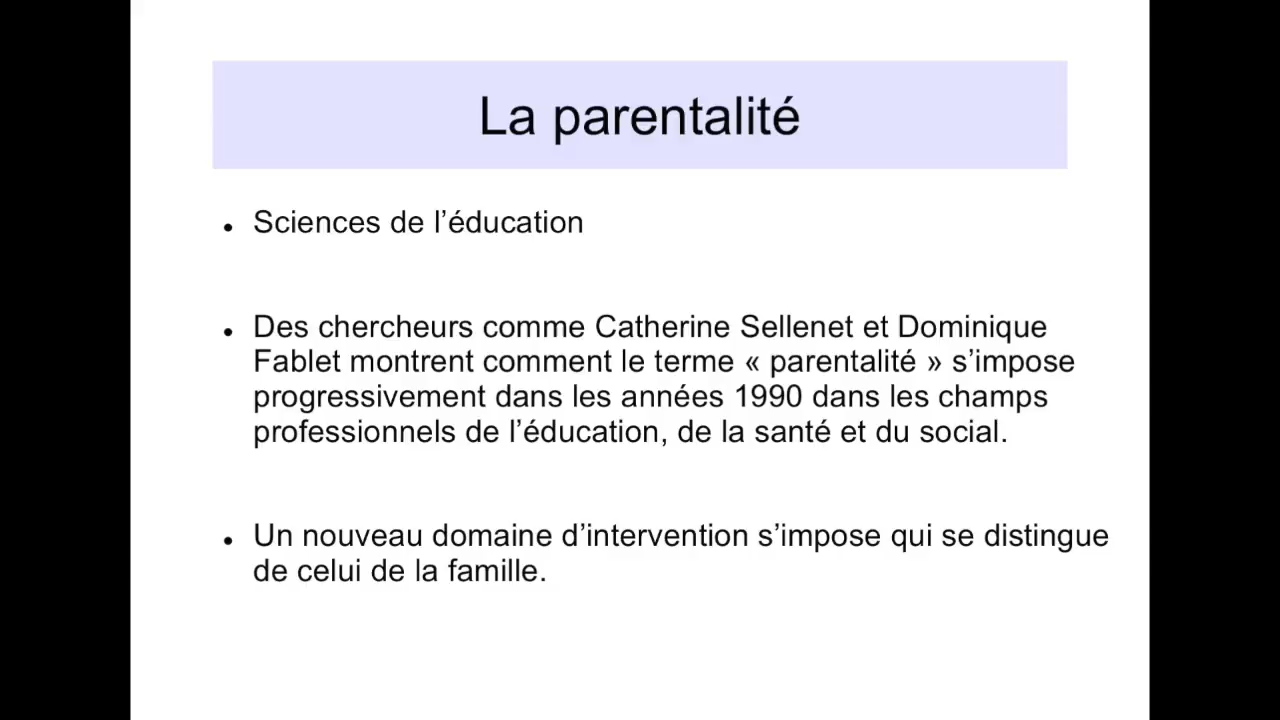 La parentalité
• Sciences de l’éducation
• Des chercheurs comme Catherine Sellenet et Dominique
Fablet montrent comment le terme « parentalité » s’impose
progressivement dans les années 1990 dans les champs
professionnels de l’éducation, de la santé et du social.
• Un nouveau domaine d’intervention s’impose qui se distingue
de celui de la famille.